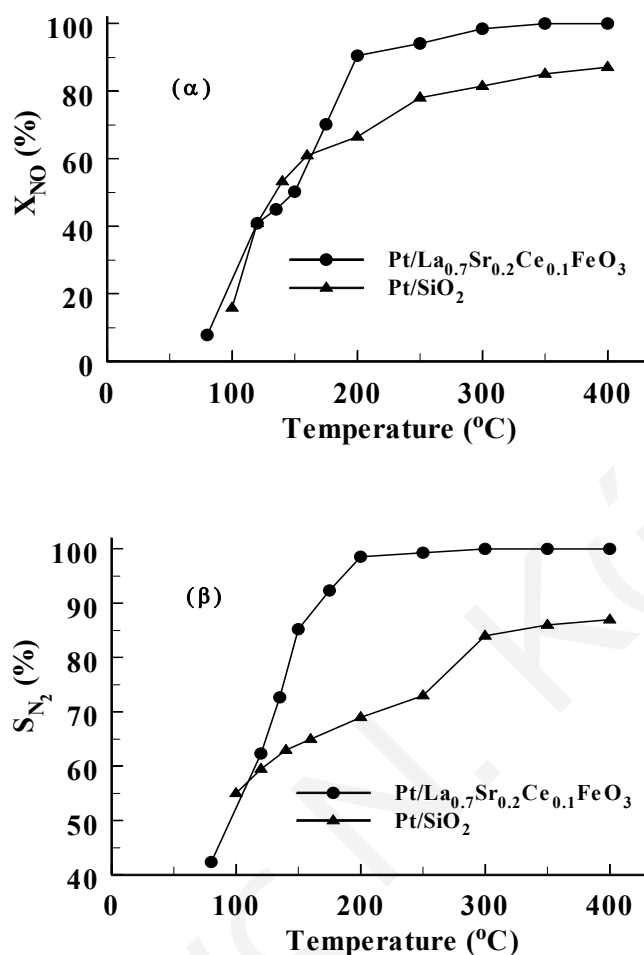 100
80
60
40
20
0
X_NO (%)
(α)
Pt/La₀.₇Sr₀.₂Ce₀.₁FeO₃
Pt/SiO₂
0 100 200 300 400
Temperature (°C)
100
90
80
70
60
50
40
S_N₂ (%)
(β)
Pt/La₀.₇Sr₀.₂Ce₀.₁FeO₃
Pt/SiO₂
0 100 200 300 400
Temperature (°C)